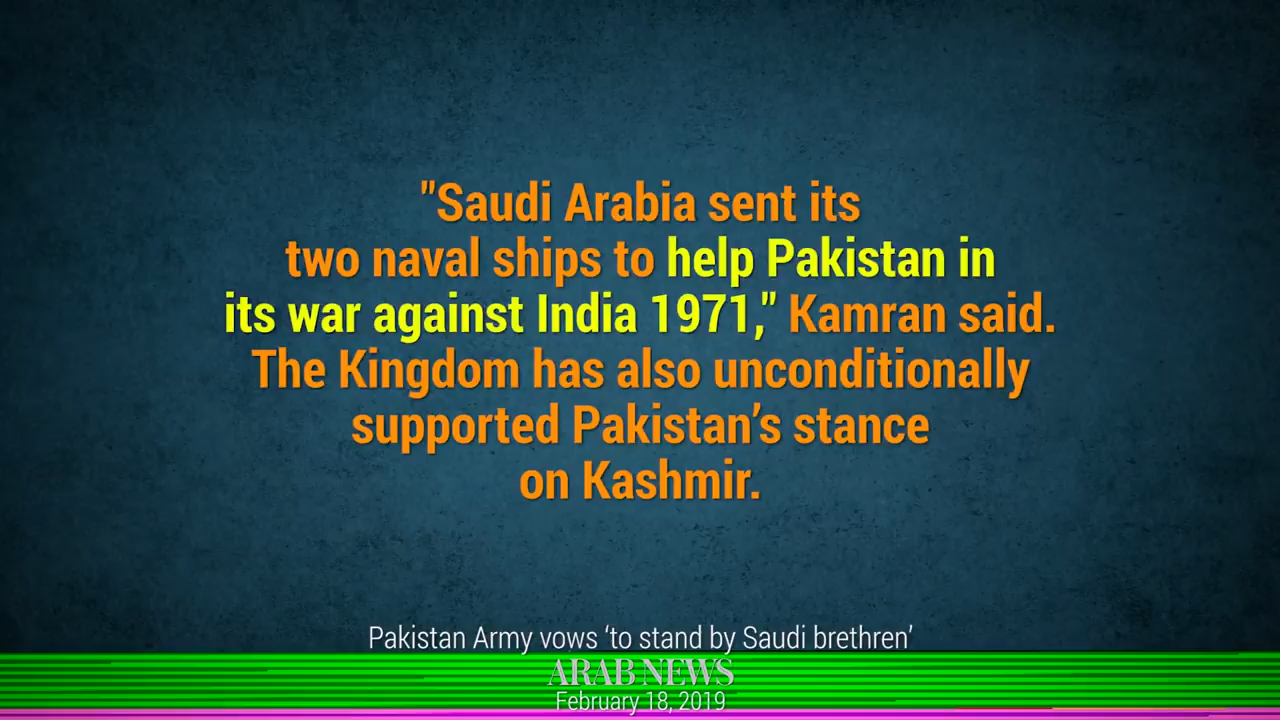 "Saudi Arabia sent its
two naval ships to help Pakistan in
its war against India 1971," Kamran said.
The Kingdom has also unconditionally
supported Pakistan’s stance
on Kashmir.
Pakistan Army vows ‘to stand by Saudi brethren’
ARAB NEWS
February 18, 2019